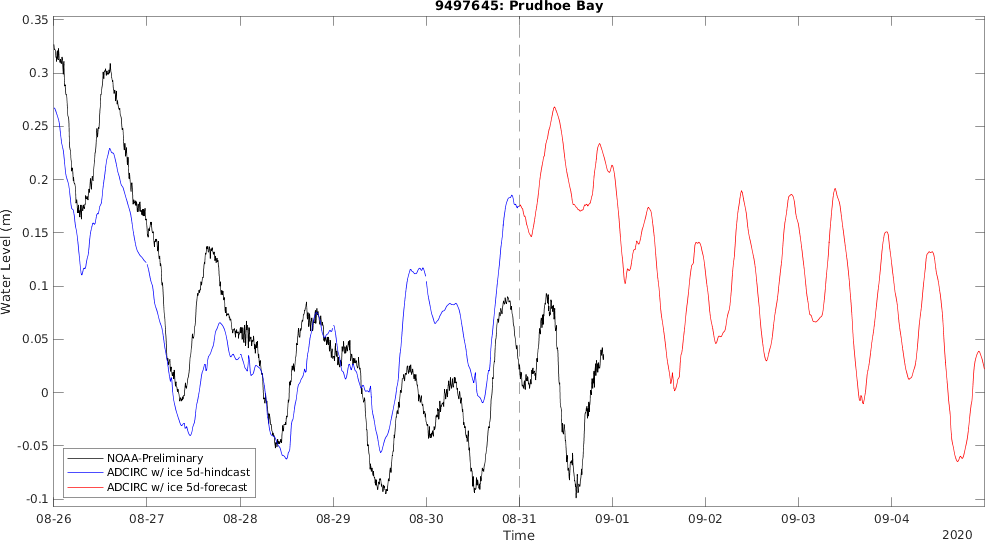 9497645: Prudhoe Bay
0.35
0.3
0.25
0.2
0.15
0.1
0.05
0
-0.05
-0.1
Water Level (m)
NOAA-Preliminary
ADCIRC w/ ice 5d-hindcast
ADCIRC w/ ice 5d-forecast
08-26 08-27 08-28 08-29 08-30 08-31 09-01 09-02 09-03 09-04
Time
2020